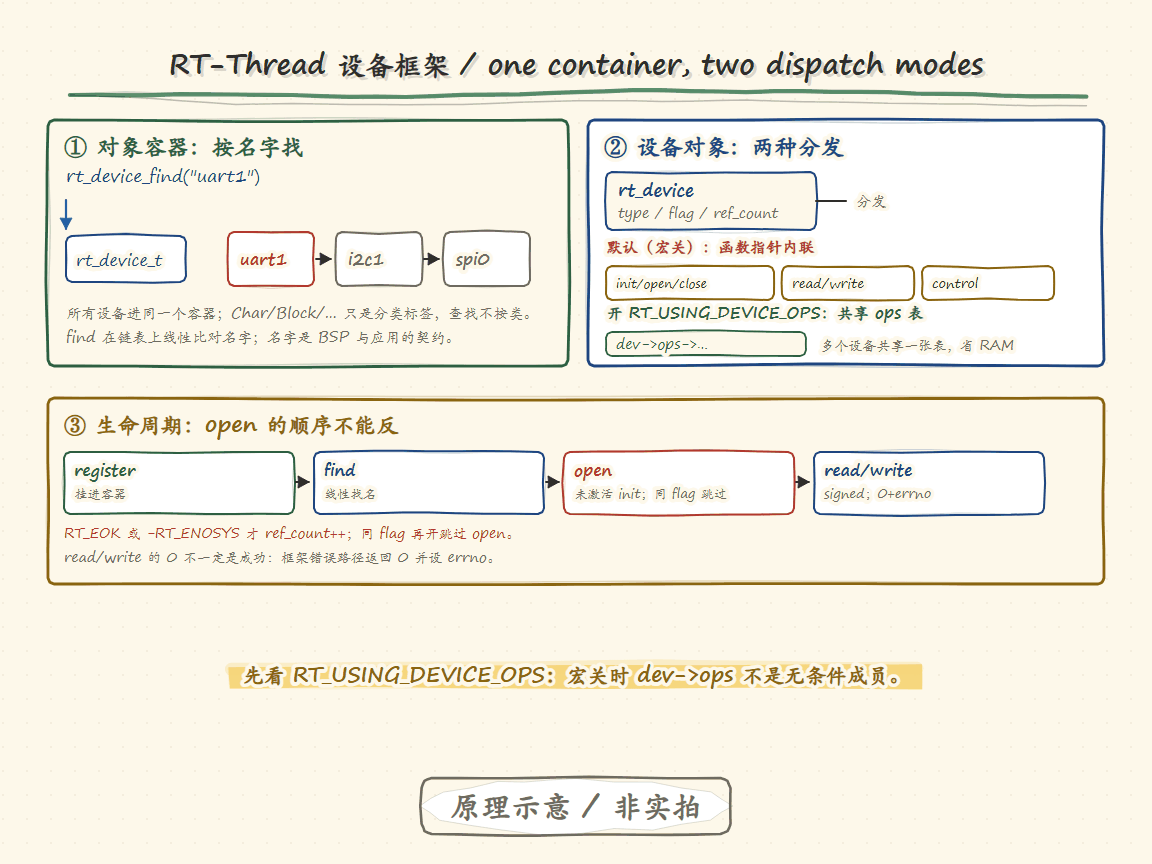 RT-Thread 设备框架 / one container, two dispatch modes
① 对象容器：按名字找
rt_device_find("uart1")
rt_device_t
uart1
i2c1
spi0
所有设备进同一个容器；Char/Block/... 只是分类标签，查找不按类。
find 在链表上线性比对名字；名字是 BSP 与应用的契约。
② 设备对象：两种分发
rt_device
type / flag / ref_count
分发
默认（宏关）：函数指针内联
init/open/close
read/write
control
开 RT_USING_DEVICE_OPS：共享 ops 表
dev->ops->...
多个设备共享一张表，省 RAM
③ 生命周期：open 的顺序不能反
register
挂进容器
find
线性找名
open
未激活 init；同 flag 跳过
read/write
signed；0+errno
RT_EOK 或 -RT_ENOSYS 才 ref_count++；同 flag 再开跳过 open。
read/write 的 0 不一定是成功：框架错误路径返回 0 并设 errno。
先看 RT_USING_DEVICE_OPS：宏关时 dev->ops 不是无条件成员。
原理示意 / 非实拍